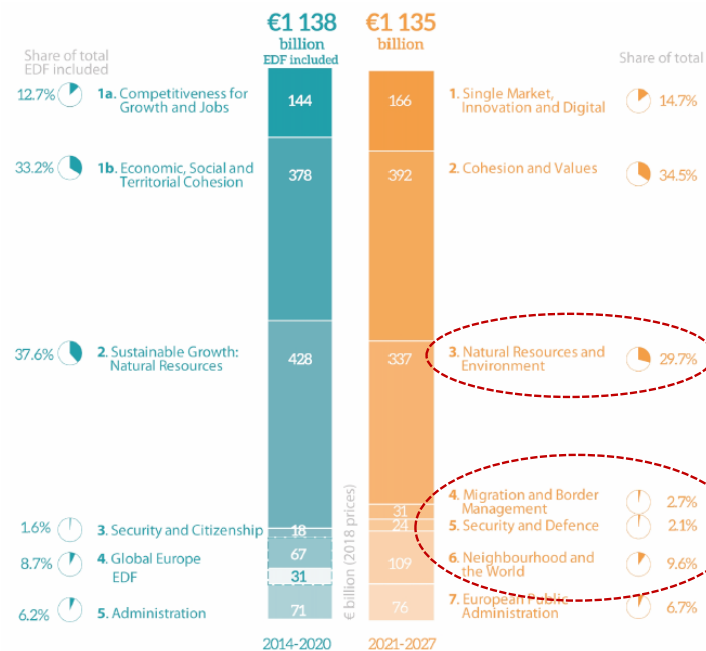 €1 138
billion
EDF included
€1 135
billion
Share of total
EDF included
Share of total
12.7%
1a. Competitiveness for
Growth and Jobs
144
166
1. Single Market,
Innovation and Digital
14.7%
33.2%
1b. Economic, Social and
Territorial Cohesion
378
392
2. Cohesion and Values
34.5%
37.6%
2. Sustainable Growth:
Natural Resources
428
337
3. Natural Resources and
Environment
29.7%
31
4. Migration and Border
Management
2.7%
1.6%
3. Security and Citizenship
18
24
5. Security and Defence
2.1%
8.7%
4. Global Europe
EDF
67
31
109
6. Neighbourhood and
the World
9.6%
6.2%
5. Administration
71
76
7. European Public
Administration
6.7%
€ billion (2018 prices)
2014-2020
2021-2027